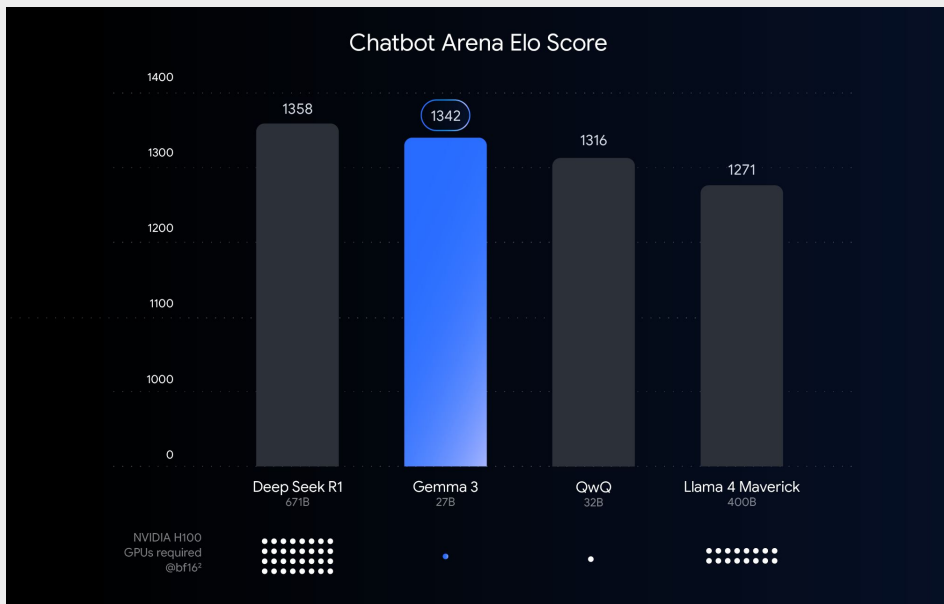 Chatbot Arena Elo Score
1400
1300
1200
1100
1000
0
1358
1342
1316
1271
Deep Seek R1
671B
Gemma 3
27B
QwQ
32B
Llama 4 Maverick
400B
NVIDIA H100
GPUs required
@bf16²